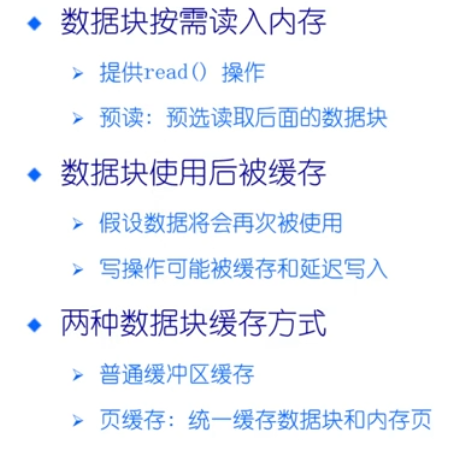 数据块按需读入内存
提供read() 操作
预读：预选读取后面的数据块
数据块使用后被缓存
假设数据将会再次被使用
写操作可能被缓存和延迟写入
两种数据块缓存方式
普通缓冲区缓存
页缓存：统一缓存数据块和内存页